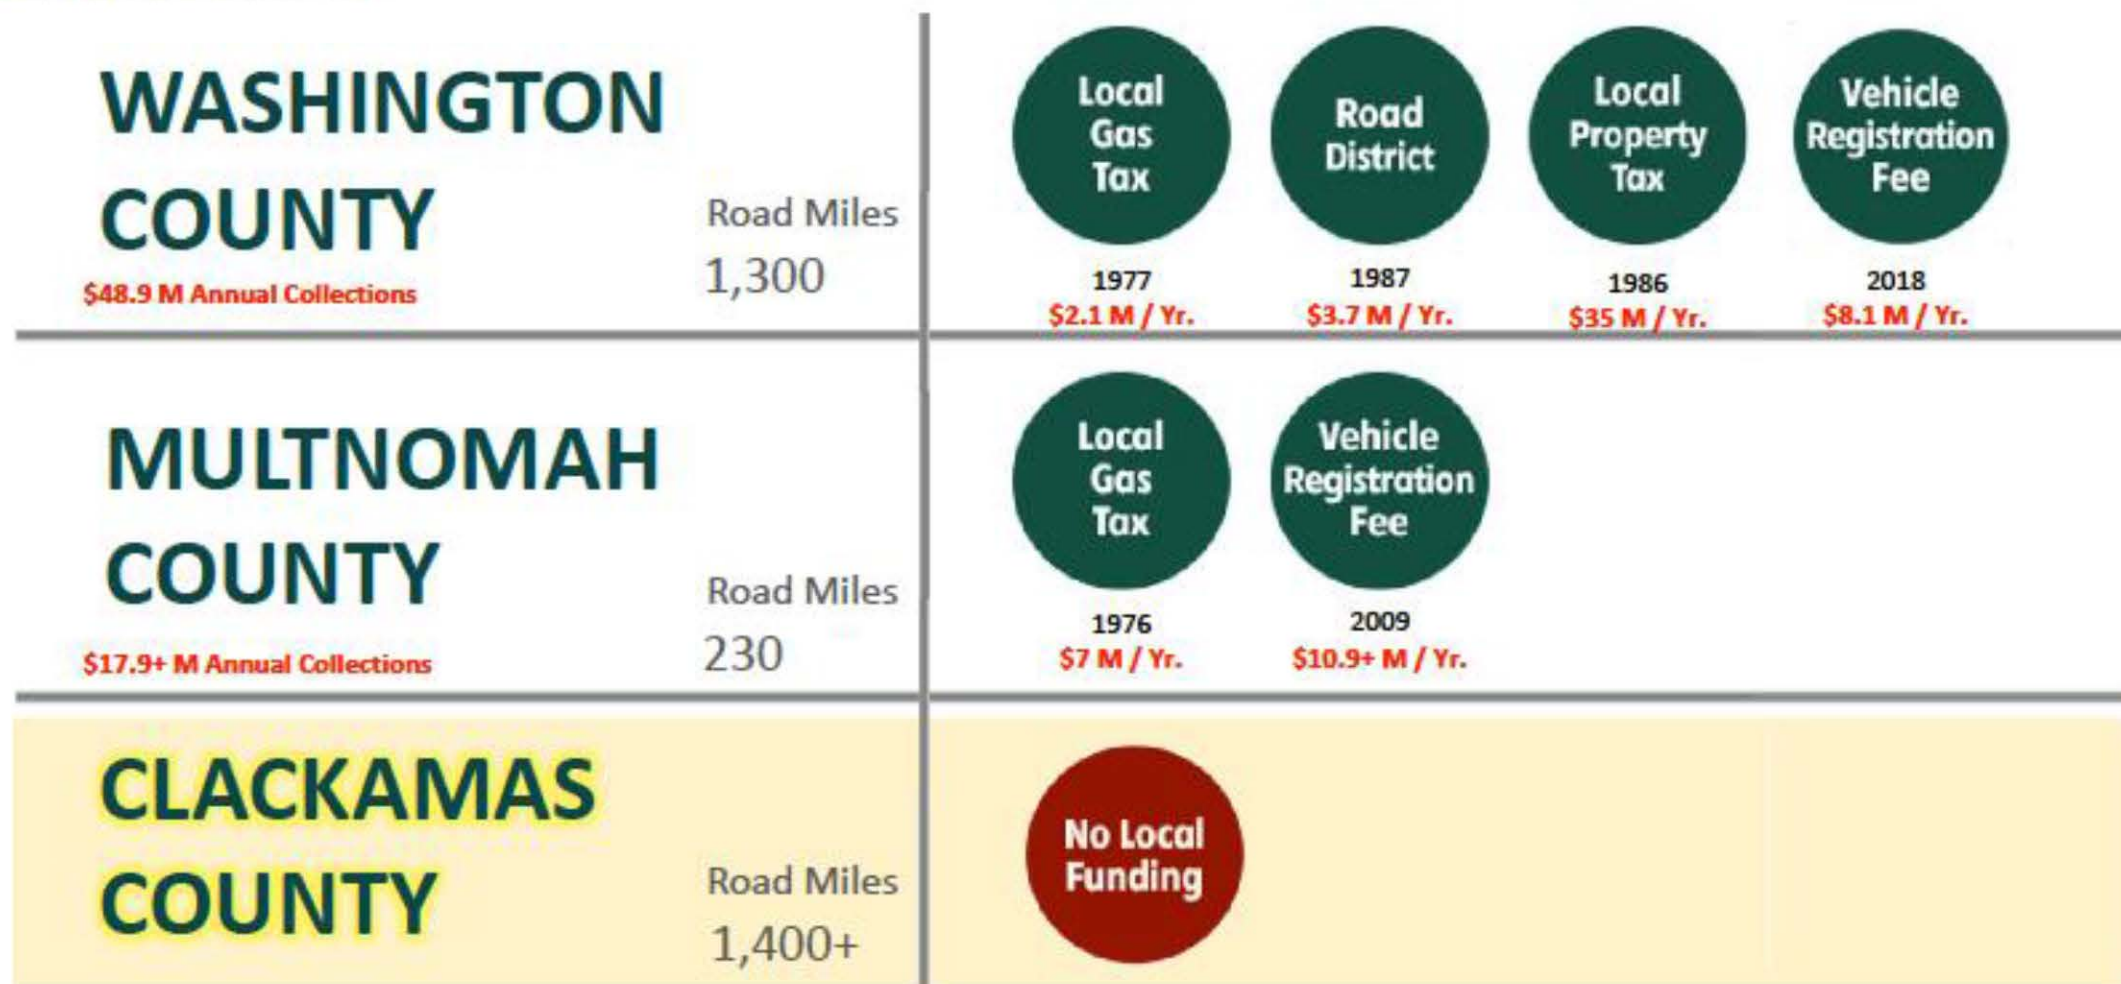 WASHINGTON
COUNTY
$48.9 M Annual Collections
Road Miles
1,300
Local
Gas
Tax
1977
$2.1 M / Yr.
Road
District
1987
$3.7 M / Yr.
Local
Property
Tax
1986
$35 M / Yr.
Vehicle
Registration
Fee
2018
$8.1 M / Yr.
MULTNOMAH
COUNTY
$17.9+ M Annual Collections
Road Miles
230
Local
Gas
Tax
1976
$7 M / Yr.
Vehicle
Registration
Fee
2009
$10.9+ M / Yr.
CLACKAMAS
COUNTY
Road Miles
1,400+
No Local
Funding